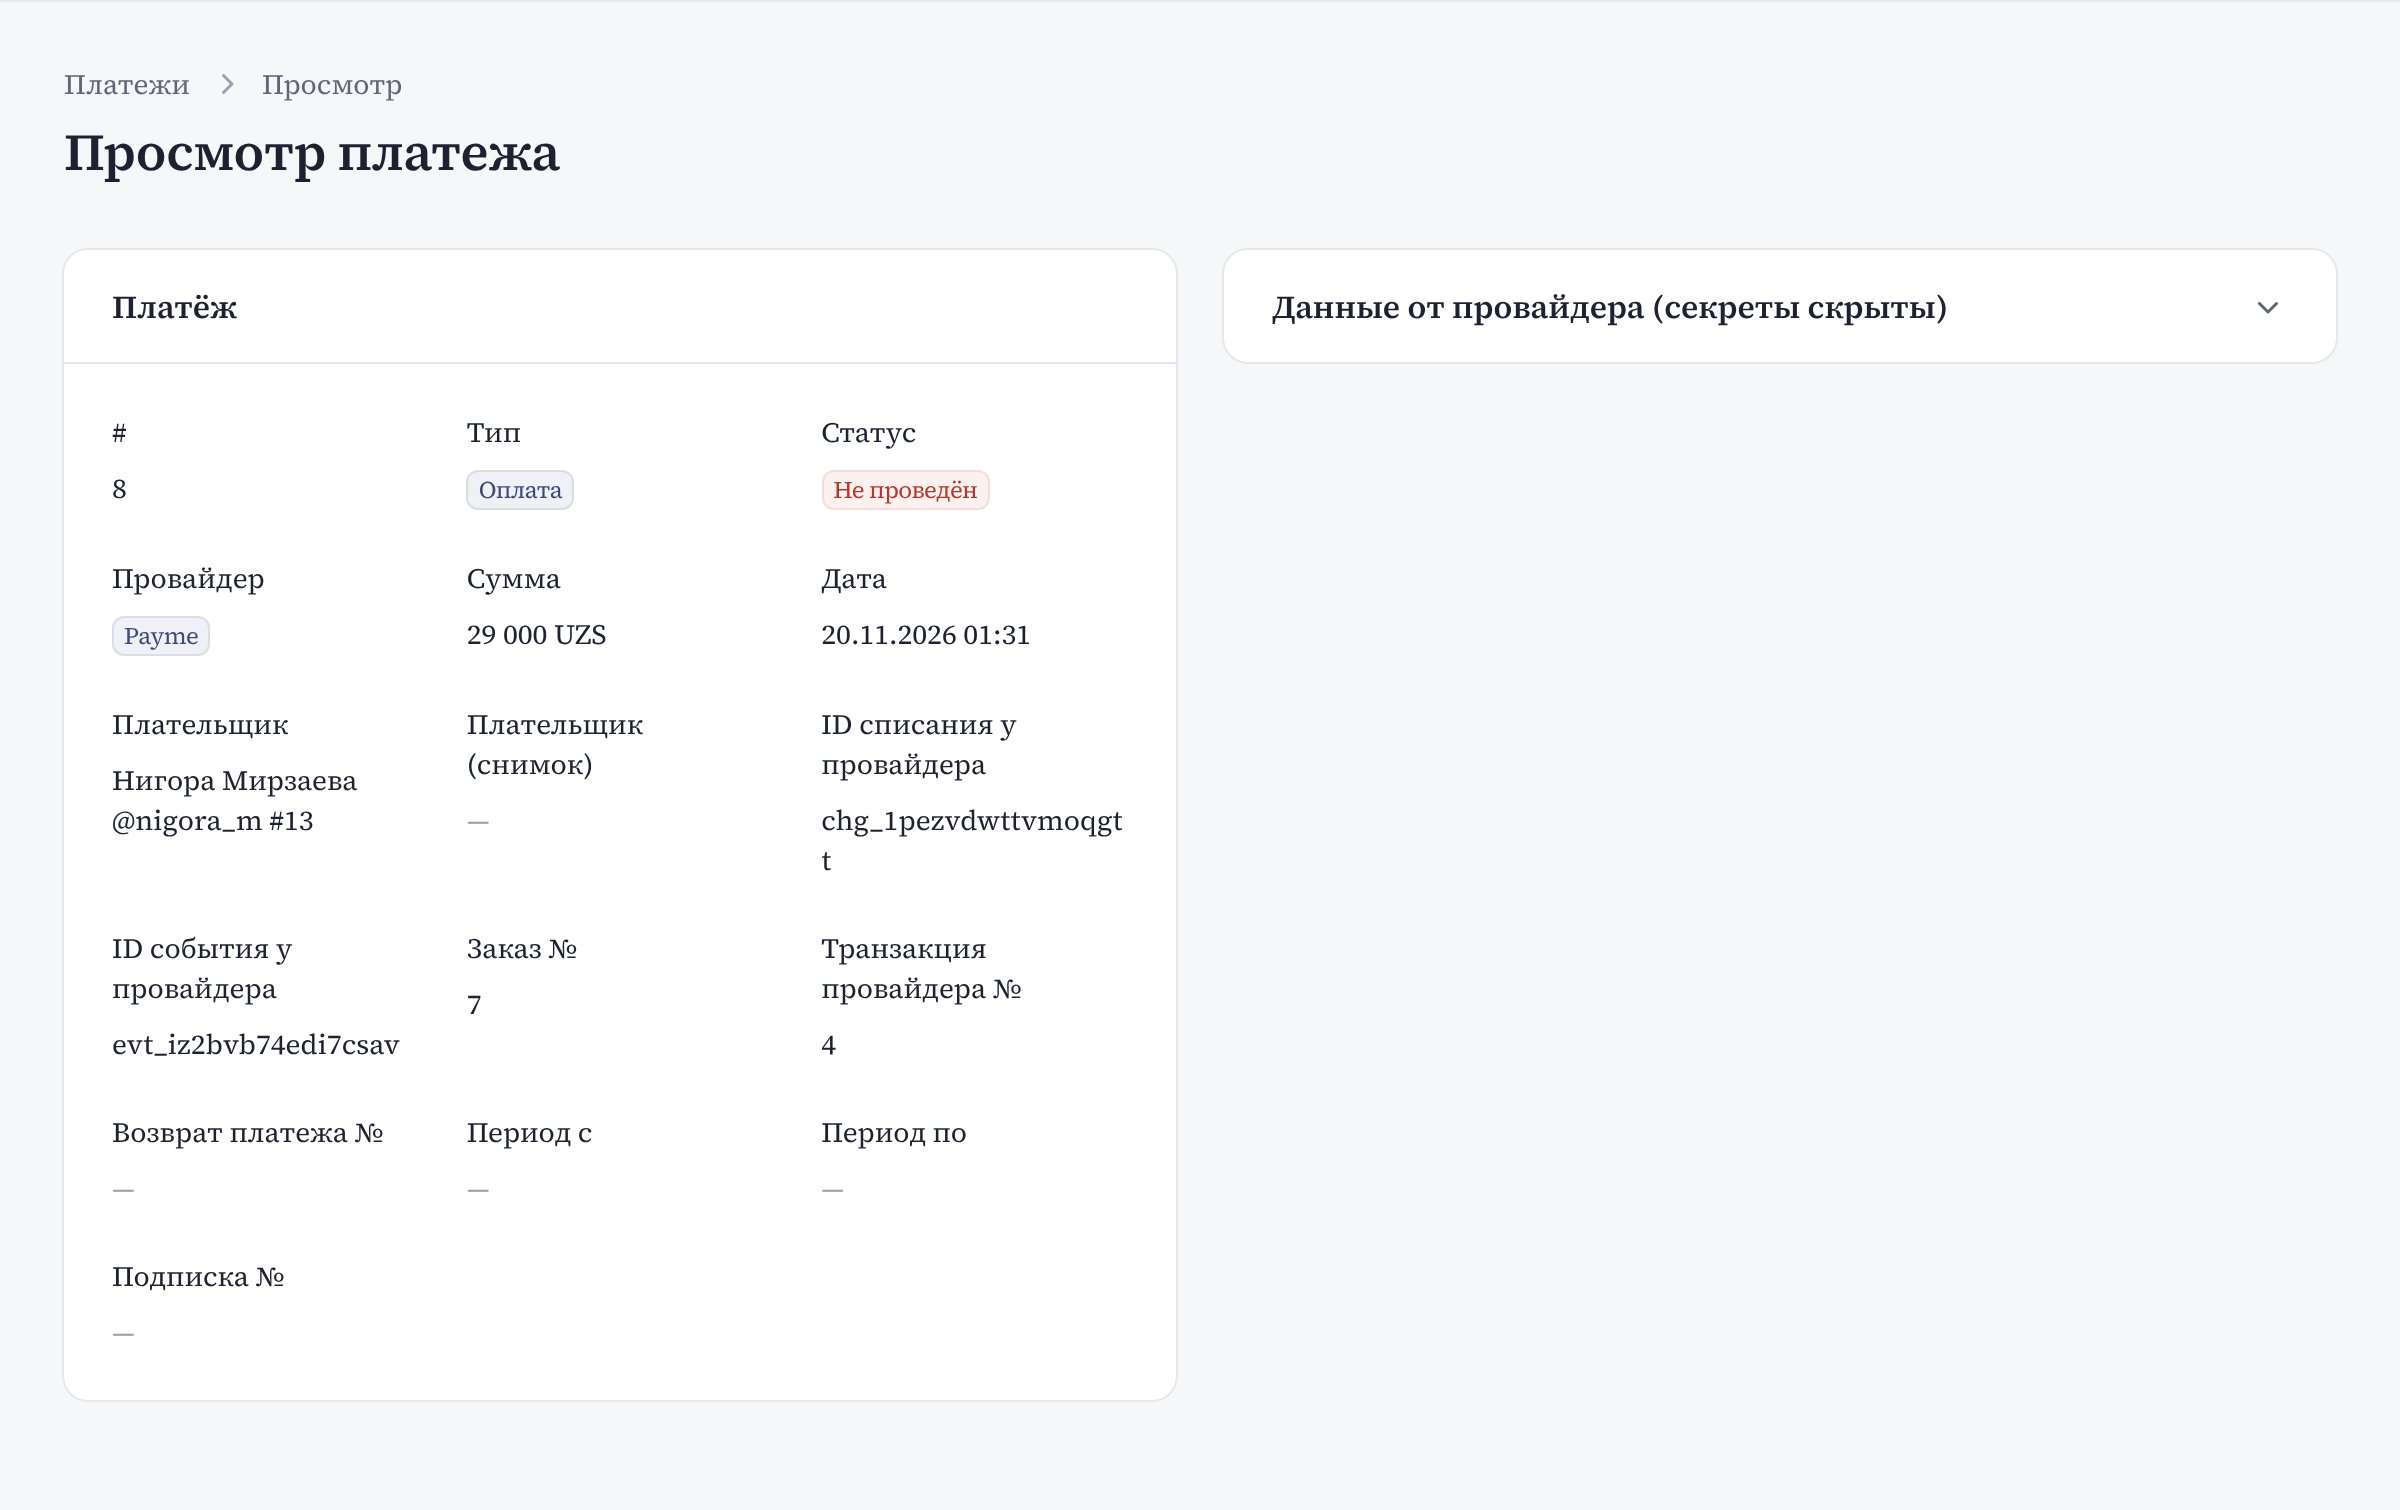 Платежи
Просмотр
Просмотр платежа
Платёж
#
8
Тип
Оплата
Статус
Не проведён
Провайдер
Payme
Сумма
29 000 UZS
Дата
20.11.2026 01:31
Плательщик
Нигора Мирзаева
@nigora_m #13
Плательщик
(снимок)
—
ID списания у
провайдера
chg_1pezvdwttvmoqgt
t
ID события у
провайдера
evt_iz2bvb74edi7csav
Заказ №
7
Транзакция
провайдера №
4
Возврат платежа №
—
Период с
—
Период по
—
Подписка №
—
Данные от провайдера (секреты скрыты)